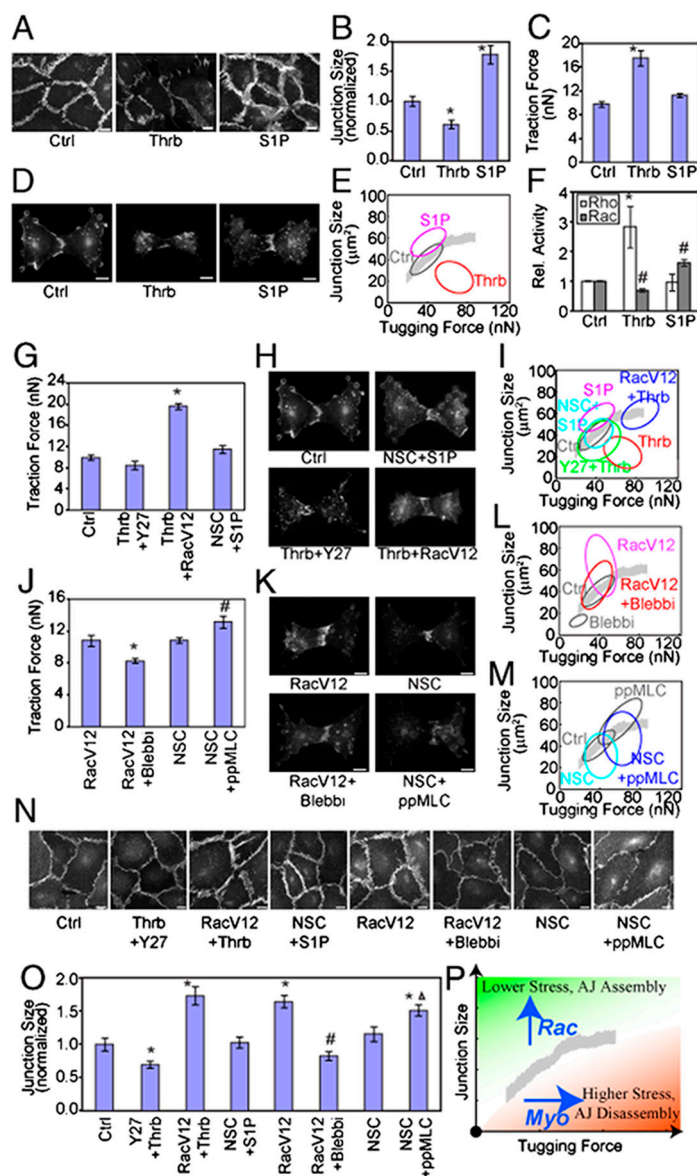 A
Ctrl
Thrb
S1P
B
Junction Size
(normalized)
2.0
1.5
1.0
0.5
0
*
*
Ctrl
Thrb
S1P
C
Traction Force
(nN)
20
16
12
8
4
0
*
Ctrl
Thrb
S1P
D
Ctrl
Thrb
S1P
E
Junction Size
(μm²)
100
80
60
40
20
0
S1P
Ctrl
Thrb
0
40
80
120
Tugging Force (nN)
F
Rel. Activity
4
3
2
1
0
Rho
Rac
*
#
#
Ctrl
Thrb
S1P
G
Traction Force (nN)
24
20
16
12
8
4
0
*
Ctrl
Thrb
+Y27
Thrb
+RacV12
NSC
+S1P
H
Ctrl
NSC+S1P
Thrb+Y27
Thrb+RacV12
I
Junction Size
(μm²)
100
80
60
40
20
0
RacV12
+Thrb
S1P
NSC+
S1P
Ctrl
Thrb
Y27+Thrb
0
40
80
120
Tugging Force (nN)
J
Traction Force (nN)
16
12
8
4
0
*
#
RacV12
RacV12
+Blebbi
NSC
NSC
+ppMLC
K
RacV12
NSC
RacV12+
Blebbi
NSC+
ppMLC
L
Junction Size
(μm²)
100
80
60
40
20
0
RacV12
Ctrl
RacV12
+Blebbi
Blebbi
0
40
80
120
Tugging Force (nN)
M
Junction Size
(μm²)
100
80
60
40
20
0
ppMLC
Ctrl
NSC
NSC
+ppMLC
0
40
80
120
Tugging Force (nN)
N
Ctrl
Thrb
+Y27
RacV12
+Thrb
NSC
+S1P
RacV12
RacV12
+Blebbi
NSC
NSC
+ppMLC
O
Junction Size
(normalized)
2.0
1.5
1.0
0.5
0.0
*
*
*
#
* Δ
Ctrl
Y27
+Thrb
RacV12
+Thrb
NSC
+S1P
RacV12
RacV12
+Blebbi
NSC
NSC
+ppMLC
P
Junction Size
Lower Stress, AJ Assembly
Rac
Higher Stress,
AJ Disassembly
Myo
Tugging Force